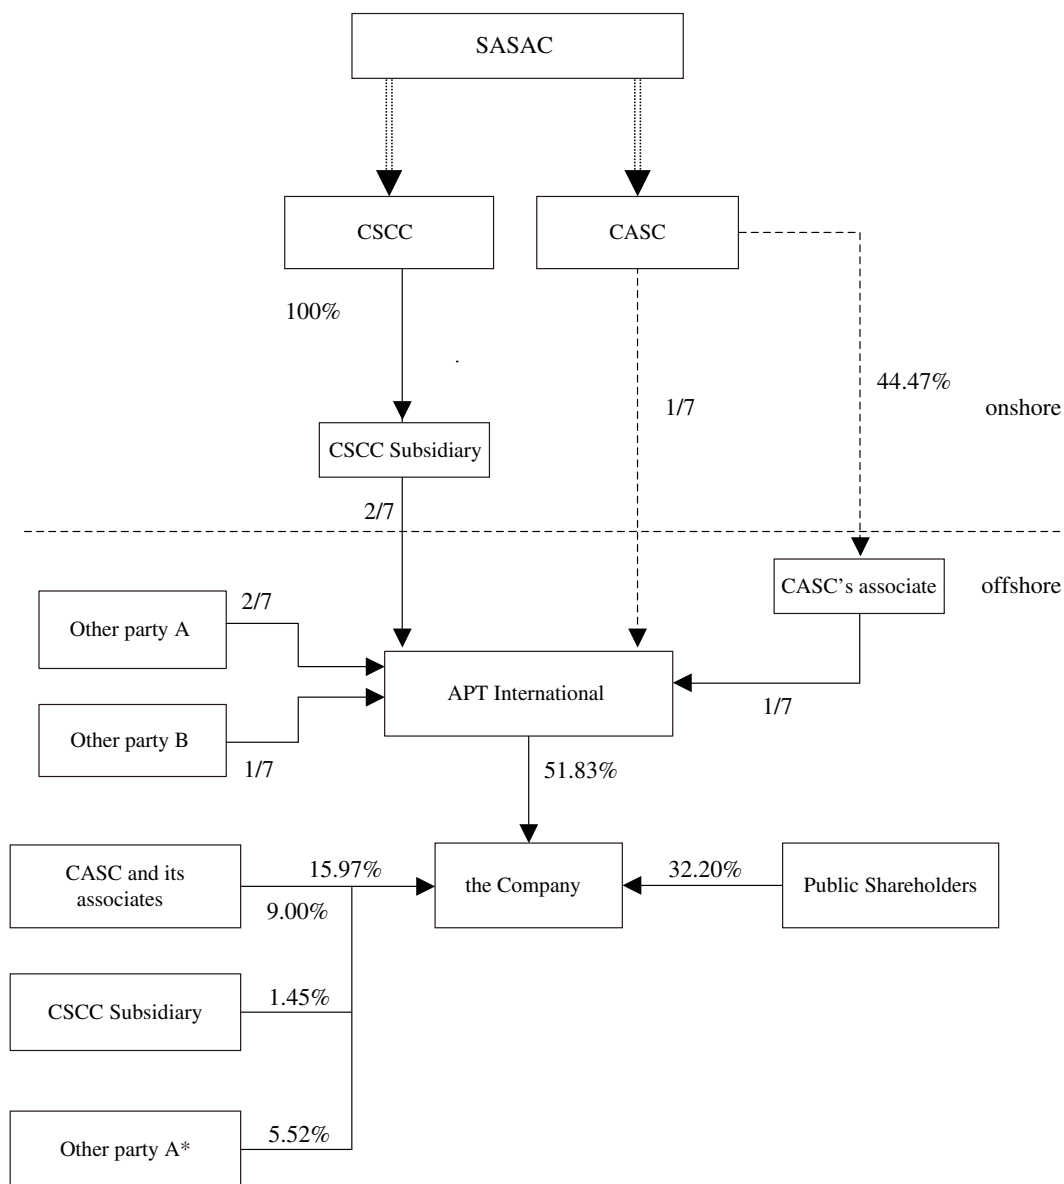 SASAC
CSCC
CASC
100%
44.47%
1/7
onshore
CSCC Subsidiary
2/7
CASC's associate
offshore
2/7
Other party A
APT International
1/7
Other party B
1/7
51.83%
CASC and its
associates
15.97%
9.00%
the Company
32.20%
Public Shareholders
CSCC Subsidiary
1.45%
Other party A*
5.52%